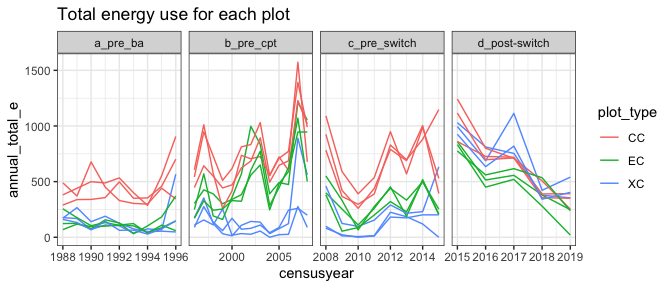 Total energy use for each plot
a_pre_ba
b_pre_cpt
c_pre_switch
d_post-switch
annual_total_e
1500
1000
500
0
1988 1990 1992 1994 1996
2000 2005
2008 2010 2012 2014
2015 2016 2017 2018 2019
censusyear
plot_type
CC
EC
XC